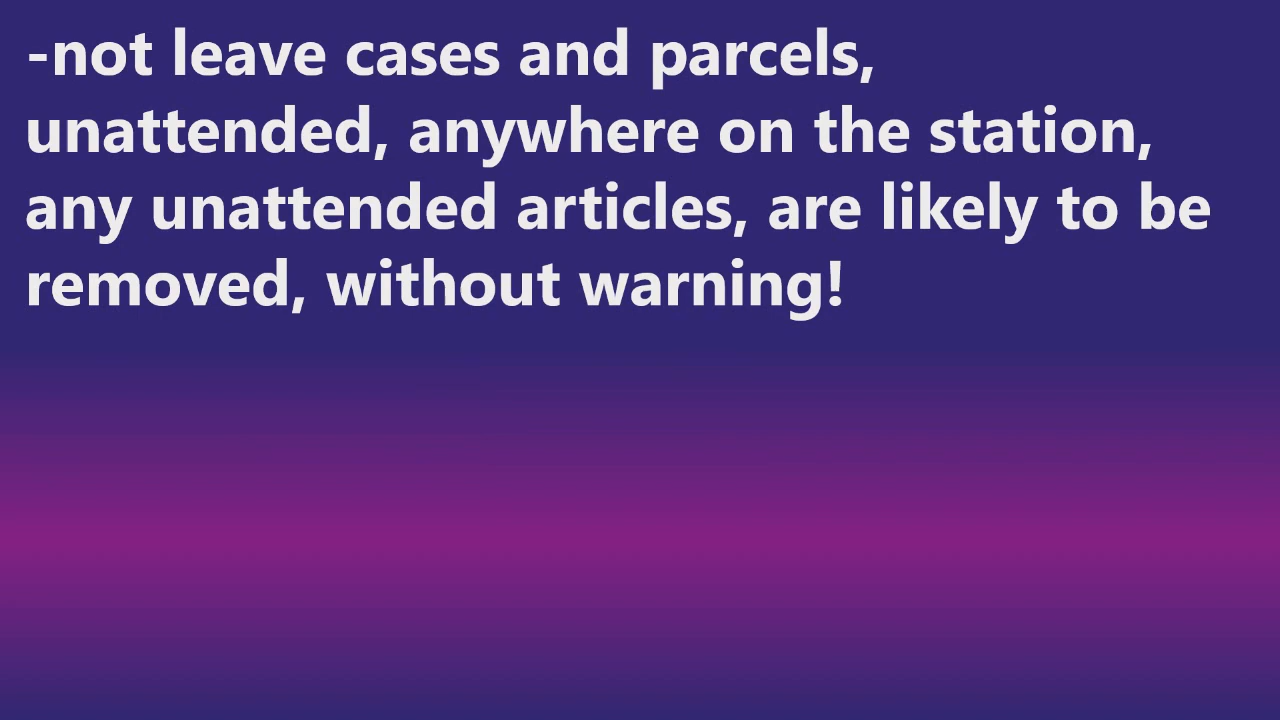 -not leave cases and parcels,
unattended, anywhere on the station,
any unattended articles, are likely to be
removed, without warning!